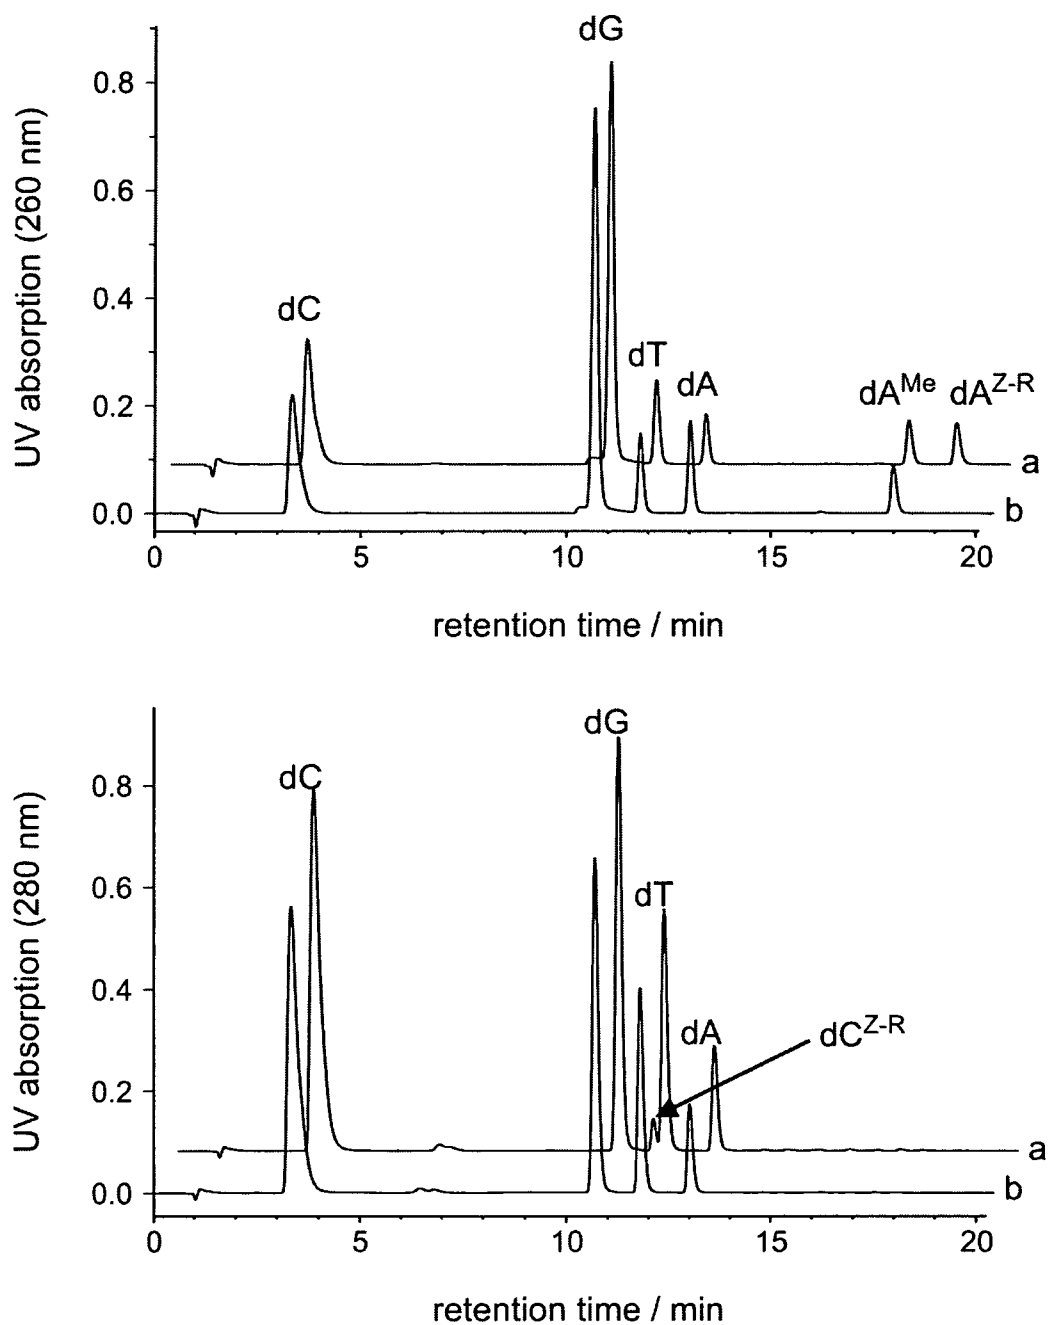 UV absorption (260 nm)
0.8
0.6
0.4
0.2
0.0
dC
dG
dT
dA
dA^Me
dA^Z-R
a
b
0 5 10 15 20
retention time / min
UV absorption (280 nm)
0.8
0.6
0.4
0.2
0.0
dC
dG
dT
dA
dC^Z-R
a
b
0 5 10 15 20
retention time / min